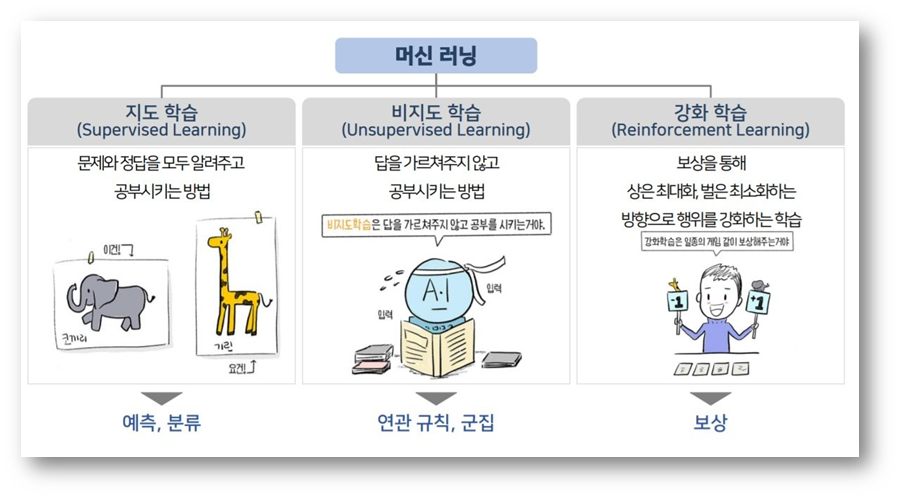 머신 러닝
지도 학습
(Supervised Learning)
문제와 정답을 모두 알려주고
공부시키는 방법
이건!
코끼리
기린
요건!
예측, 분류
비지도 학습
(Unsupervised Learning)
답을 가르쳐주지 않고
공부시키는 방법
비지도학습은 답을 가르쳐주지 않고 공부를 시키는거야.
A.I
입력
입력
연관 규칙, 군집
강화 학습
(Reinforcement Learning)
보상을 통해
상은 최대화, 벌은 최소화하는
방향으로 행위를 강화하는 학습
강화학습은 일종의 게임 같이 보상해주는거야
-1
+1
보상